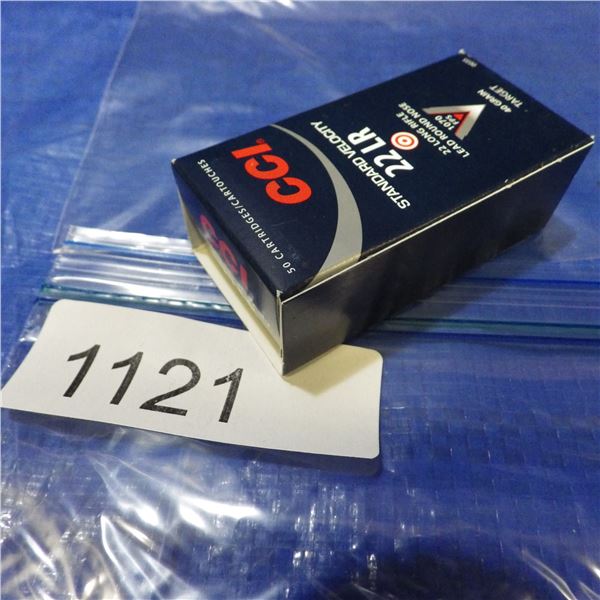 CCI.
STANDARD VELOCITY
22 LR
22 LONG RIFLE
1070
FPS
LEAD ROUND NOSE
40 GRAIN
TARGET
50 CARTRIDGES/CARTOUCHES
1121